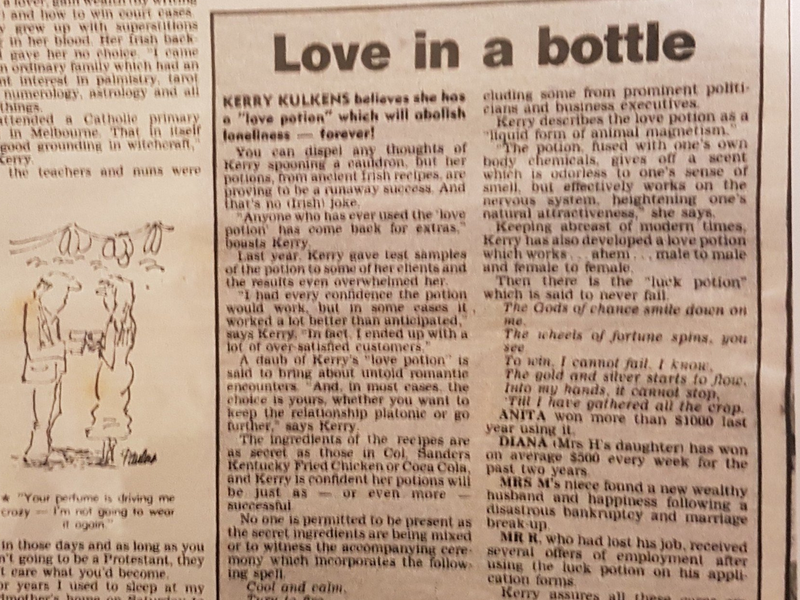 a lover, gain wealth
) and how to win court cases.
grew up with superstitions
in her blood. Her Irish back-
gave her no choice. "I came
n ordinary family which had an
nt interest in palmistry, tarot
numerology, astrology and all
things.
attended a Catholic primary
in Melbourne. That in itself
good grounding in witchcraft,"
Kerry.
the teachers and nuns were
★ "Your perfume is driving me
crazy — I'm not going to wear
it again."
in those days and as long as you
n't going to be a Protestant, they
t care what you'd become.
or years I used to sleep at my
Love in a bottle
KERRY KULKENS believes she has
a "love potion" which will abolish
loneliness — forever!
You can dispel any thoughts of
Kerry spooning a cauldron, but her
potions, from ancient Irish recipes, are
proving to be a runaway success. And
that's no (Irish) joke.
"Anyone who has ever used the 'love
potion' has come back for extras,"
boasts Kerry.
Last year, Kerry gave test samples
of the potion to some of her clients and
the results even overwhelmed her.
"I had every confidence the potion
would work, but in some cases it
worked a lot better than anticipated,"
says Kerry. "In fact, I ended up with a
lot of over-satisfied customers."
A daub of Kerry's "love potion" is
said to bring about untold romantic
encounters. "And, in most cases, the
choice is yours, whether you want to
keep the relationship platonic or go
further," says Kerry.
The ingredients of the recipes are
as secret as those in Col. Sanders
Kentucky Fried Chicken or Coca Cola,
and Kerry is confident her potions will
be just as — or even more —
successful.
No one is permitted to be present as
the secret ingredients are being mixed
or to witness the accompanying cere-
mony which incorporates the follow-
ing spell.
Cool and calm,
cluding some from prominent politi-
cians and business executives.
Kerry describes the love potion as a
"liquid form of animal magnetism."
"The potion, fused with one's own
body chemicals, gives off a scent
which is odorless to one's sense of
smell, but effectively works on the
nervous system, heightening one's
natural attractiveness," she says.
Keeping abreast of modern times,
Kerry has also developed a love potion
which works . . . ahem . . . male to male
and female to female.
Then there is the "luck potion"
which is said to never fail.
The Gods of chance smile down on
me,
The wheels of fortune spins, you
see
To win, I cannot fail, I know,
The gold and silver starts to flow,
Into my hands, it cannot stop,
'Till I have gathered all the crop.
ANITA won more than $1000 last
year using it.
DIANA (Mrs H's daughter) has won
on average $500 every week for the
past two years.
MRS M's niece found a new wealthy
husband and happiness following a
disastrous bankruptcy and marriage
break-up.
MR R, who had lost his job, received
several offers of employment after
using the luck potion on his appli-
cation forms.
Kerry assures all these